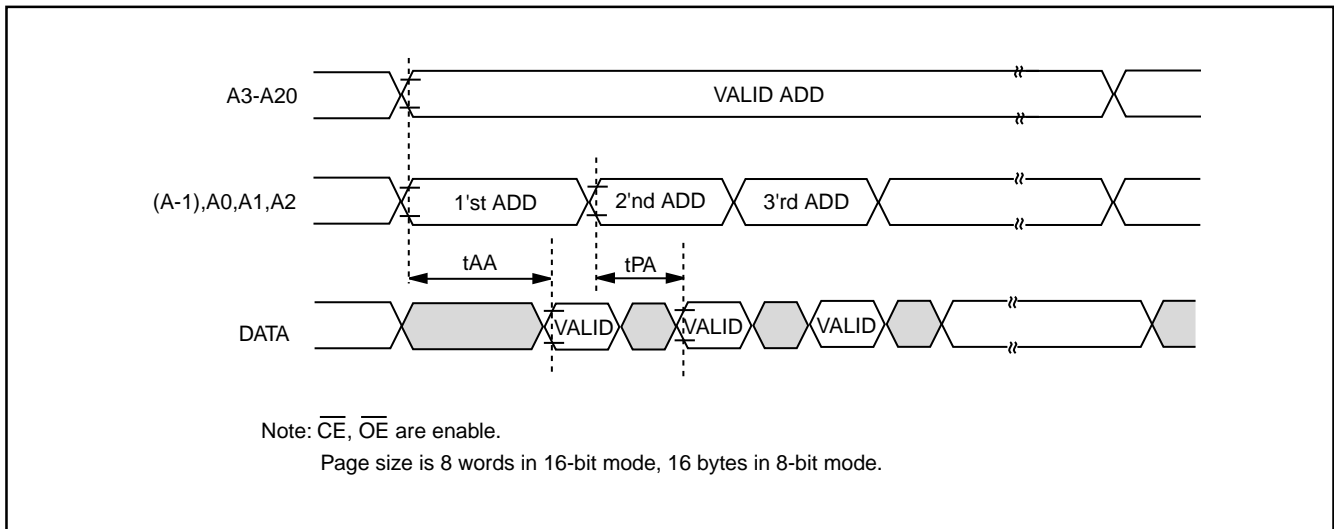 A3-A20
VALID ADD
(A-1),A0,A1,A2
1'st ADD
2'nd ADD
3'rd ADD
tAA
tPA
DATA
VALID
VALID
VALID
Note: CE, OE are enable.
Page size is 8 words in 16-bit mode, 16 bytes in 8-bit mode.